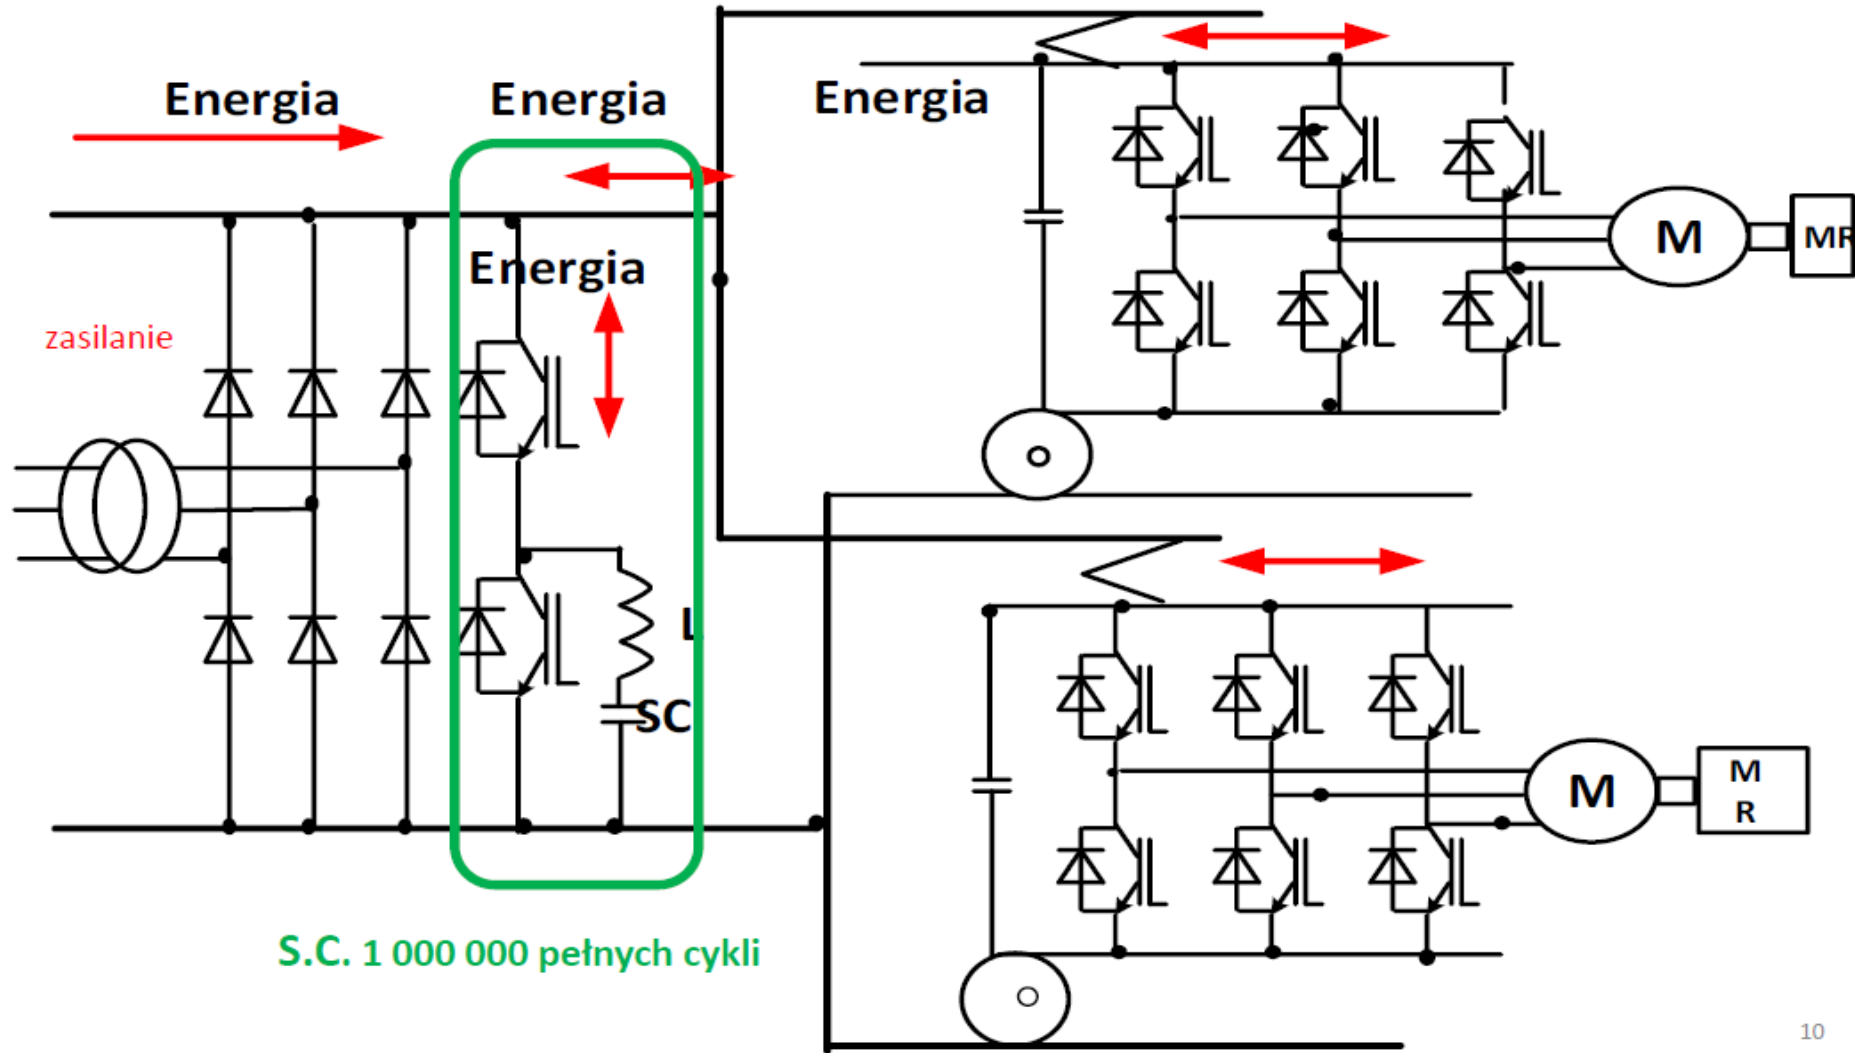 Energia
Energia
Energia
Energia
zasilanie
M
MR
L
SC
M
M
R
S.C. 1 000 000 pełnych cykli
10